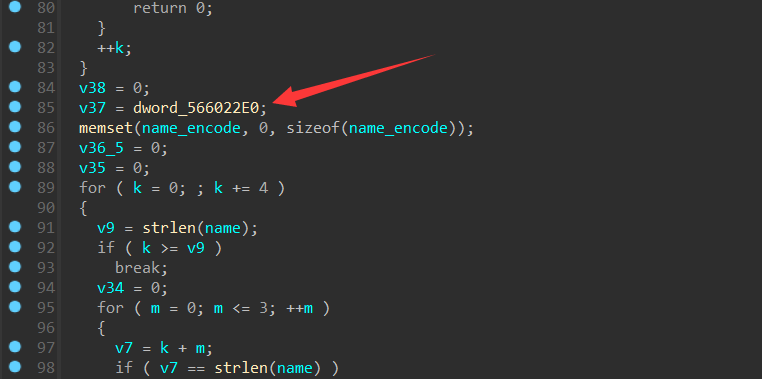 80 return 0;
81 }
82 ++k;
83 }
84 v38 = 0;
85 v37 = dword_566022E0;
86 memset(name_encode, 0, sizeof(name_encode));
87 v36_5 = 0;
88 v35 = 0;
89 for ( k = 0; ; k += 4 )
90 {
91 v9 = strlen(name);
92 if ( k >= v9 )
93 break;
94 v34 = 0;
95 for ( m = 0; m <= 3; ++m )
96 {
97 v7 = k + m;
98 if ( v7 == strlen(name) )